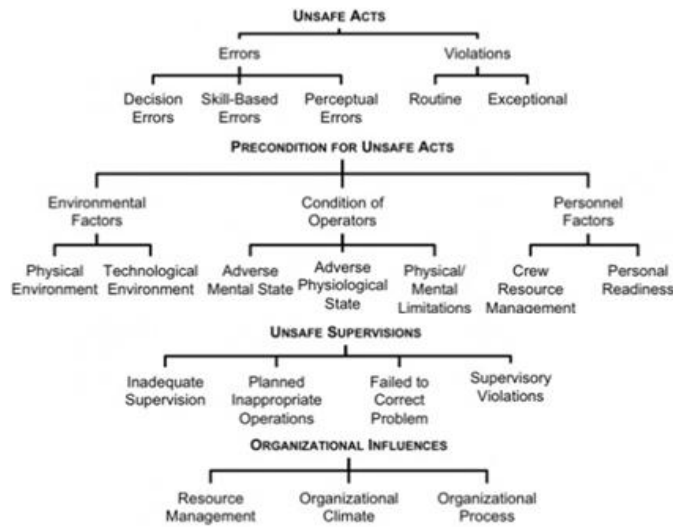 UNSAFE ACTS
Errors Violations
Decision Errors Skill-Based Errors Perceptual Errors Routine Exceptional
PRECONDITION FOR UNSAFE ACTS
Environmental Factors Condition of Operators Personnel Factors
Physical Environment Technological Environment Adverse Mental State Adverse Physiological State Physical/ Mental Limitations Crew Resource Management Personal Readiness
UNSAFE SUPERVISIONS
Inadequate Supervision Planned Inappropriate Operations Failed to Correct Problem Supervisory Violations
ORGANIZATIONAL INFLUENCES
Resource Management Organizational Climate Organizational Process